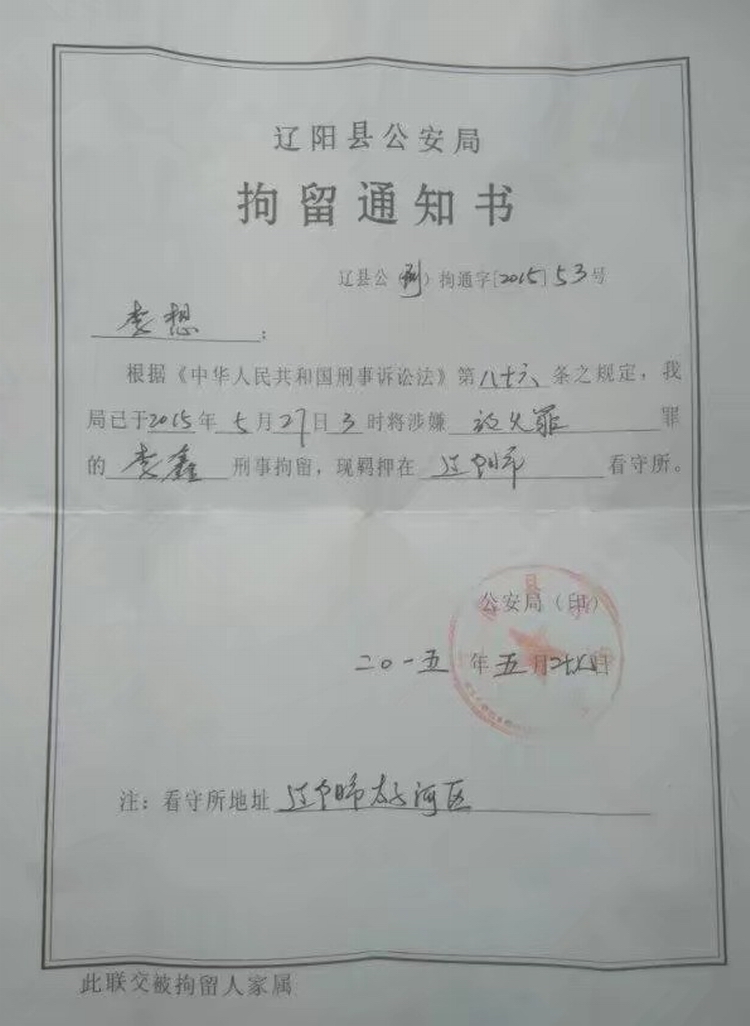 辽阳县公安局
拘留通知书
辽县公(刑)拘通字[2015]53号
李想:
根据《中华人民共和国刑事诉讼法》第八十六条之规定,我
局已于2015年5月27日3时将涉嫌放火罪罪
的李鑫刑事拘留,现羁押在辽阳市看守所。
公安局(印)
二〇一五年五月日
注:看守所地址辽阳市太子河区
此联交被拘留人家属